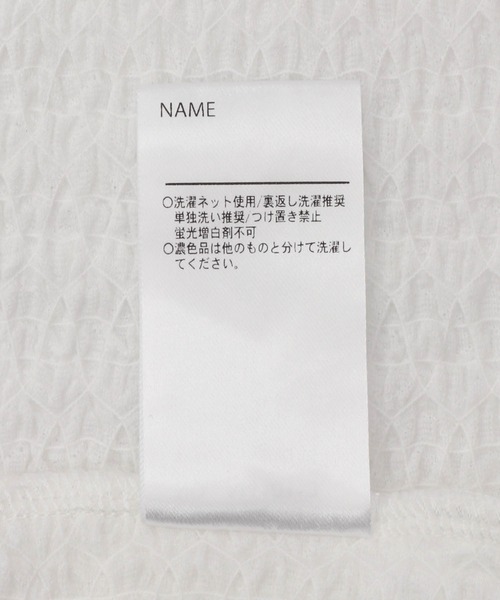 NAME
○洗濯ネット使用/裏返し洗濯推奨
単独洗い推奨/つけ置き禁止
蛍光増白剤不可
○濃色品は他のものと分けて洗濯し
てください。